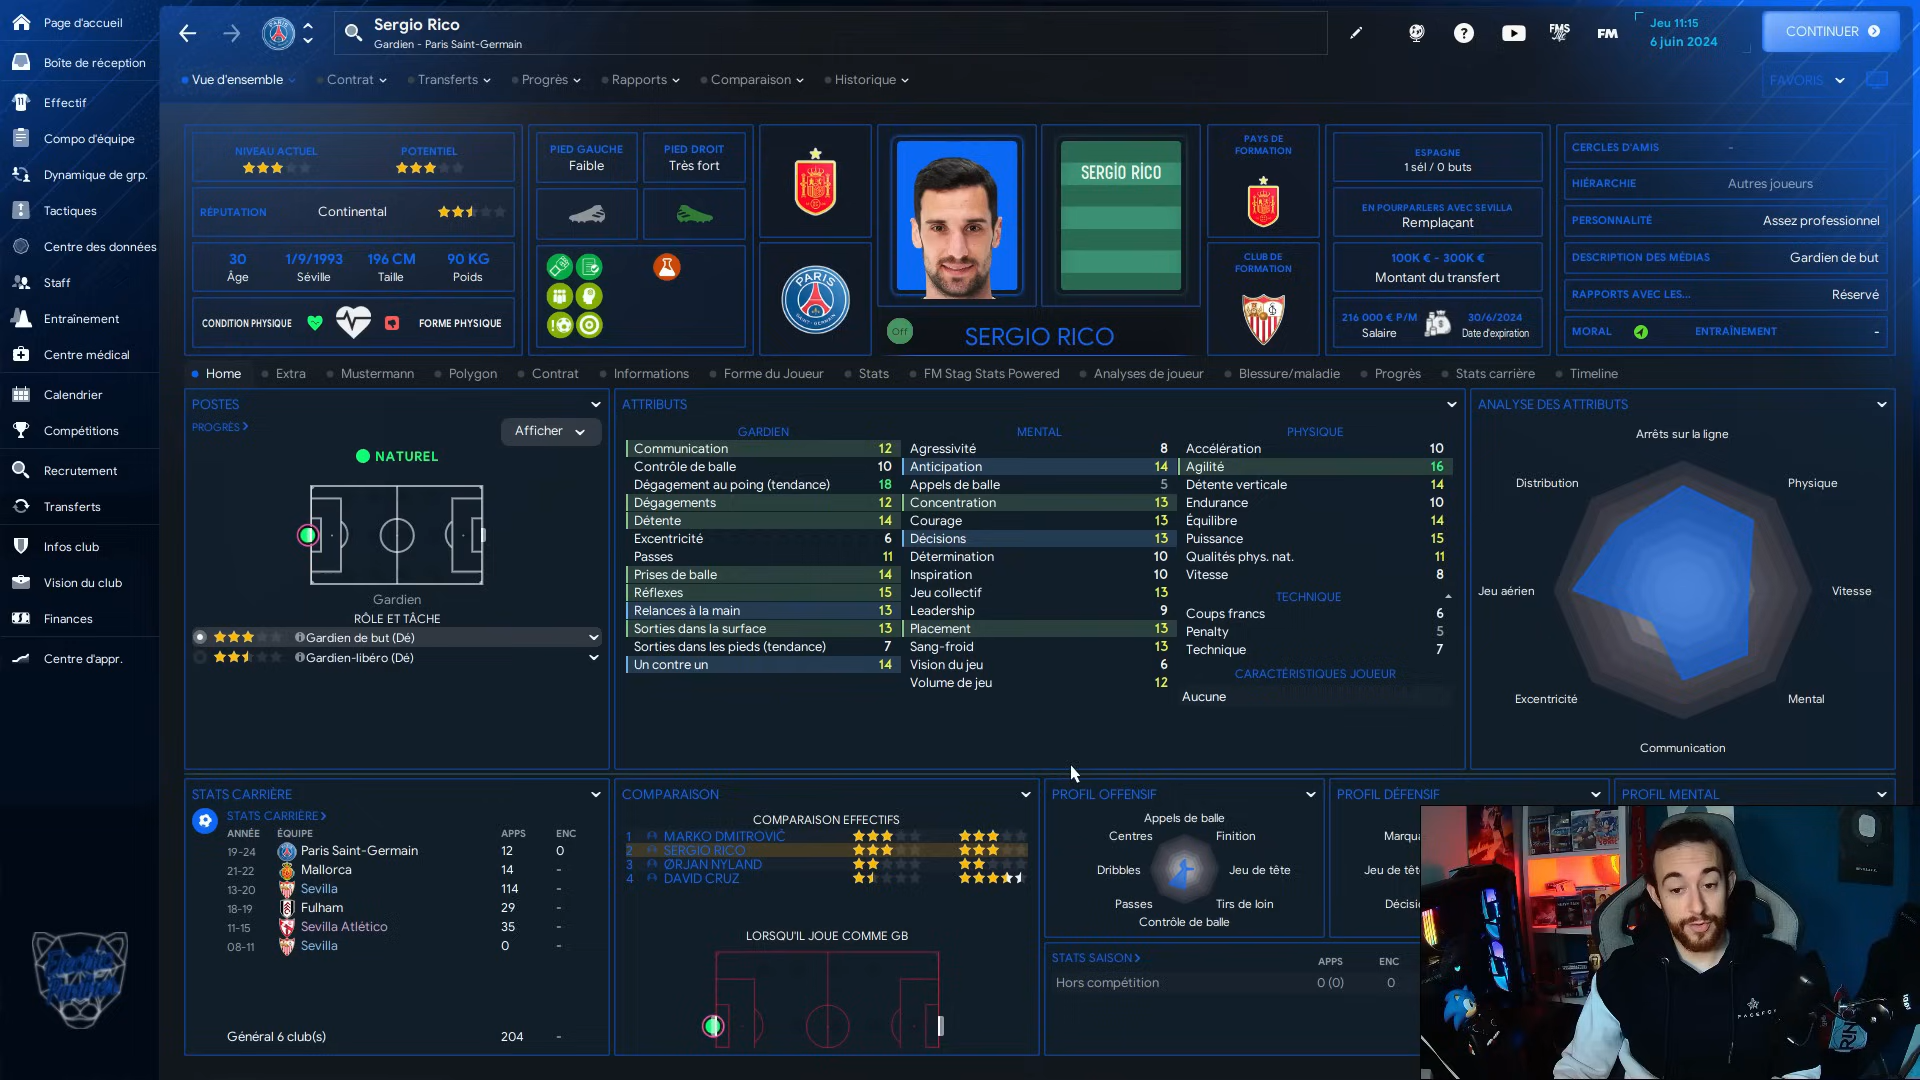 Page d'accueil
Boîte de réception
Effectif
Compo d'équipe
Dynamique de grp.
Tactiques
Centre des données
Staff
Entraînement
Centre médical
Calendrier
Compétitions
Recrutement
Transferts
Infos club
Vision du club
Finances
Centre d'appr.
Sergio Rico
Gardien - Paris Saint-Germain
FMS
FM
Jeu 11:15
6 juin 2024
CONTINUER
Vue d'ensemble
Contrat
Transferts
Progrès
Rapports
Comparaison
Historique
FAVORIS
NIVEAU ACTUEL
POTENTIEL
RÉPUTATION Continental
30 1/9/1993 196 CM 90 KG
Âge Séville Taille Poids
CONDITION PHYSIQUE FORME PHYSIQUE
PIED GAUCHE PIED DROIT
Faible Très fort
SERGIO RICO
Off
SERGIO RICO
PAYS DE FORMATION
CLUB DE FORMATION
ESPAGNE
1 sél / 0 buts
EN POURPARLERS AVEC SEVILLA
Remplaçant
100K € - 300K €
Montant du transfert
216 000 € P/M 30/6/2024
Salaire Date d'expiration
CERCLES D'AMIS -
HIÉRARCHIE Autres joueurs
PERSONNALITÉ Assez professionnel
DESCRIPTION DES MÉDIAS Gardien de but
RAPPORTS AVEC LES... Réservé
MORAL ENTRAÎNEMENT -
Home Extra Mustermann Polygon Contrat Informations Forme du Joueur Stats FM Stag Stats Powered Analyses de joueur Blessure/maladie Progrès Stats carrière Timeline
POSTES
PROGRÈS
Afficher
NATUREL
Gardien
RÔLE ET TÂCHE
Gardien de but (Dé)
Gardien-libéro (Dé)
ATTRIBUTS
GARDIEN
Communication 12
Contrôle de balle 10
Dégagement au poing (tendance) 18
Dégagements 12
Détente 14
Excentricité 6
Passes 11
Prises de balle 14
Réflexes 15
Relances à la main 13
Sorties dans la surface 13
Sorties dans les pieds (tendance) 7
Un contre un 14
MENTAL
Agressivité 8
Anticipation 14
Appels de balle 5
Concentration 13
Courage 13
Décisions 13
Détermination 10
Inspiration 10
Jeu collectif 13
Leadership 9
Placement 13
Sang-froid 13
Vision du jeu 6
Volume de jeu 12
PHYSIQUE
Accélération 10
Agilité 16
Détente verticale 14
Endurance 10
Équilibre 14
Puissance 15
Qualités phys. nat. 11
Vitesse 8
TECHNIQUE
Coups francs 6
Penalty 5
Technique 7
CARACTÉRISTIQUES JOUEUR
Aucune
ANALYSE DES ATTRIBUTS
Arrêts sur la ligne
Distribution Physique
Jeu aérien Vitesse
Excentricité Mental
Communication
STATS CARRIÈRE
STATS CARRIÈRE
ANNÉE ÉQUIPE APPS ENC
19-24 Paris Saint-Germain 12 0
21-22 Mallorca 14 -
13-20 Sevilla 114 -
18-19 Fulham 29 -
11-15 Sevilla Atlético 35 -
08-11 Sevilla 0 -
Général 6 club(s) 204 -
COMPARAISON
COMPARAISON EFFECTIFS
1 MARKO DMITROVIĆ
2 SERGIO RICO
3 ØRJAN NYLAND
4 DAVID CRUZ
LORSQU'IL JOUE COMME GB
PROFIL OFFENSIF
Appels de balle
Centres Finition
Dribbles Jeu de tête
Passes Tirs de loin
Contrôle de balle
STATS SAISON
APPS ENC
Hors compétition 0 (0) 0
PROFIL DÉFENSIF
Marqua
Jeu de têt
Décisi
PROFIL MENTAL